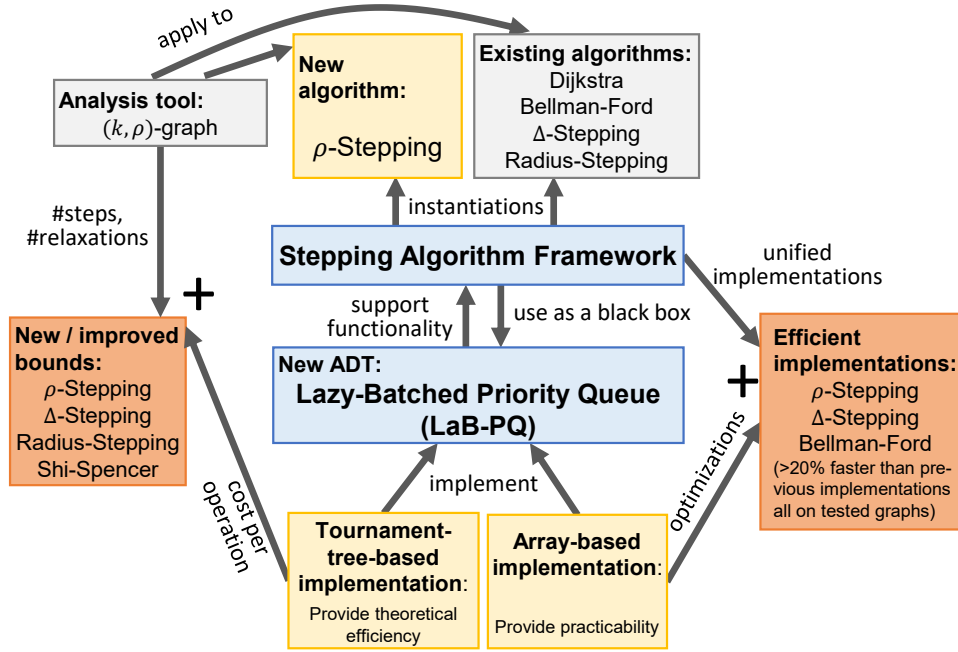 apply to
Analysis tool:
(k, ρ)-graph
New
algorithm:
ρ-Stepping
Existing algorithms:
Dijkstra
Bellman-Ford
Δ-Stepping
Radius-Stepping
#steps,
#relaxations
instantiations
Stepping Algorithm Framework
unified
implementations
+
support
functionality
use as a black box
New / improved
bounds:
ρ-Stepping
Δ-Stepping
Radius-Stepping
Shi-Spencer
New ADT:
Lazy-Batched Priority Queue
(LaB-PQ)
+
Efficient
implementations:
ρ-Stepping
Δ-Stepping
Bellman-Ford
(>20% faster than pre-
vious implementations
all on tested graphs)
cost per
operation
implement
optimizations
Tournament-
tree-based
implementation:
Provide theoretical
efficiency
Array-based
implementation:
Provide practicability